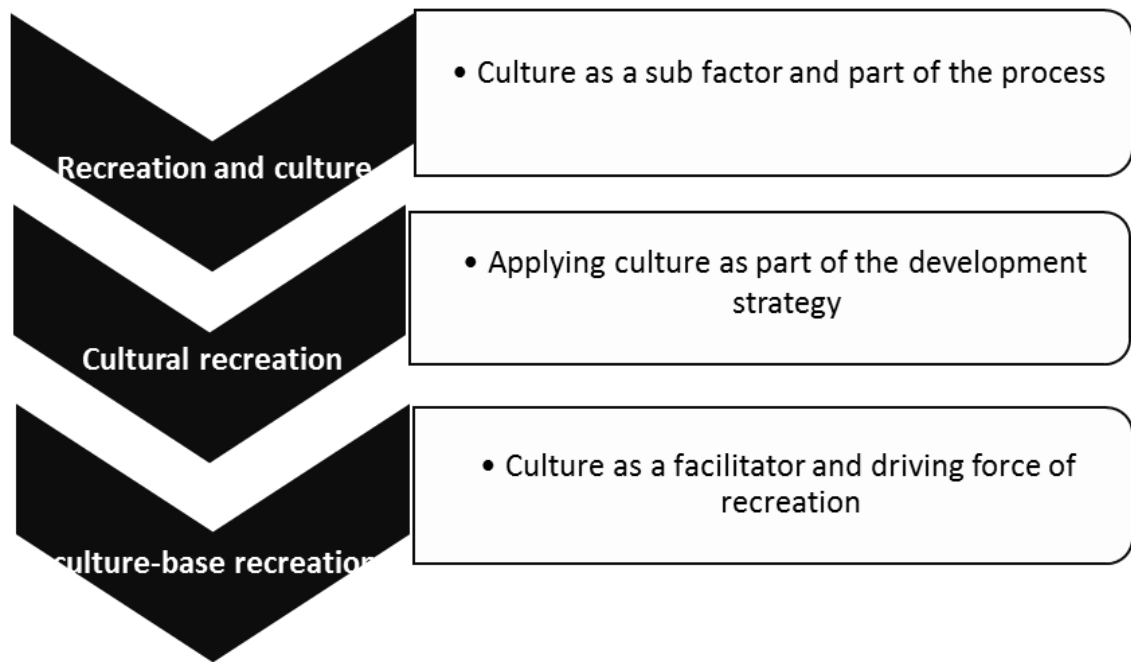 • Culture as a sub factor and part of the process
Recreation and culture
• Applying culture as part of the development
strategy
Cultural recreation
• Culture as a facilitator and driving force of
recreation
culture-base recreation